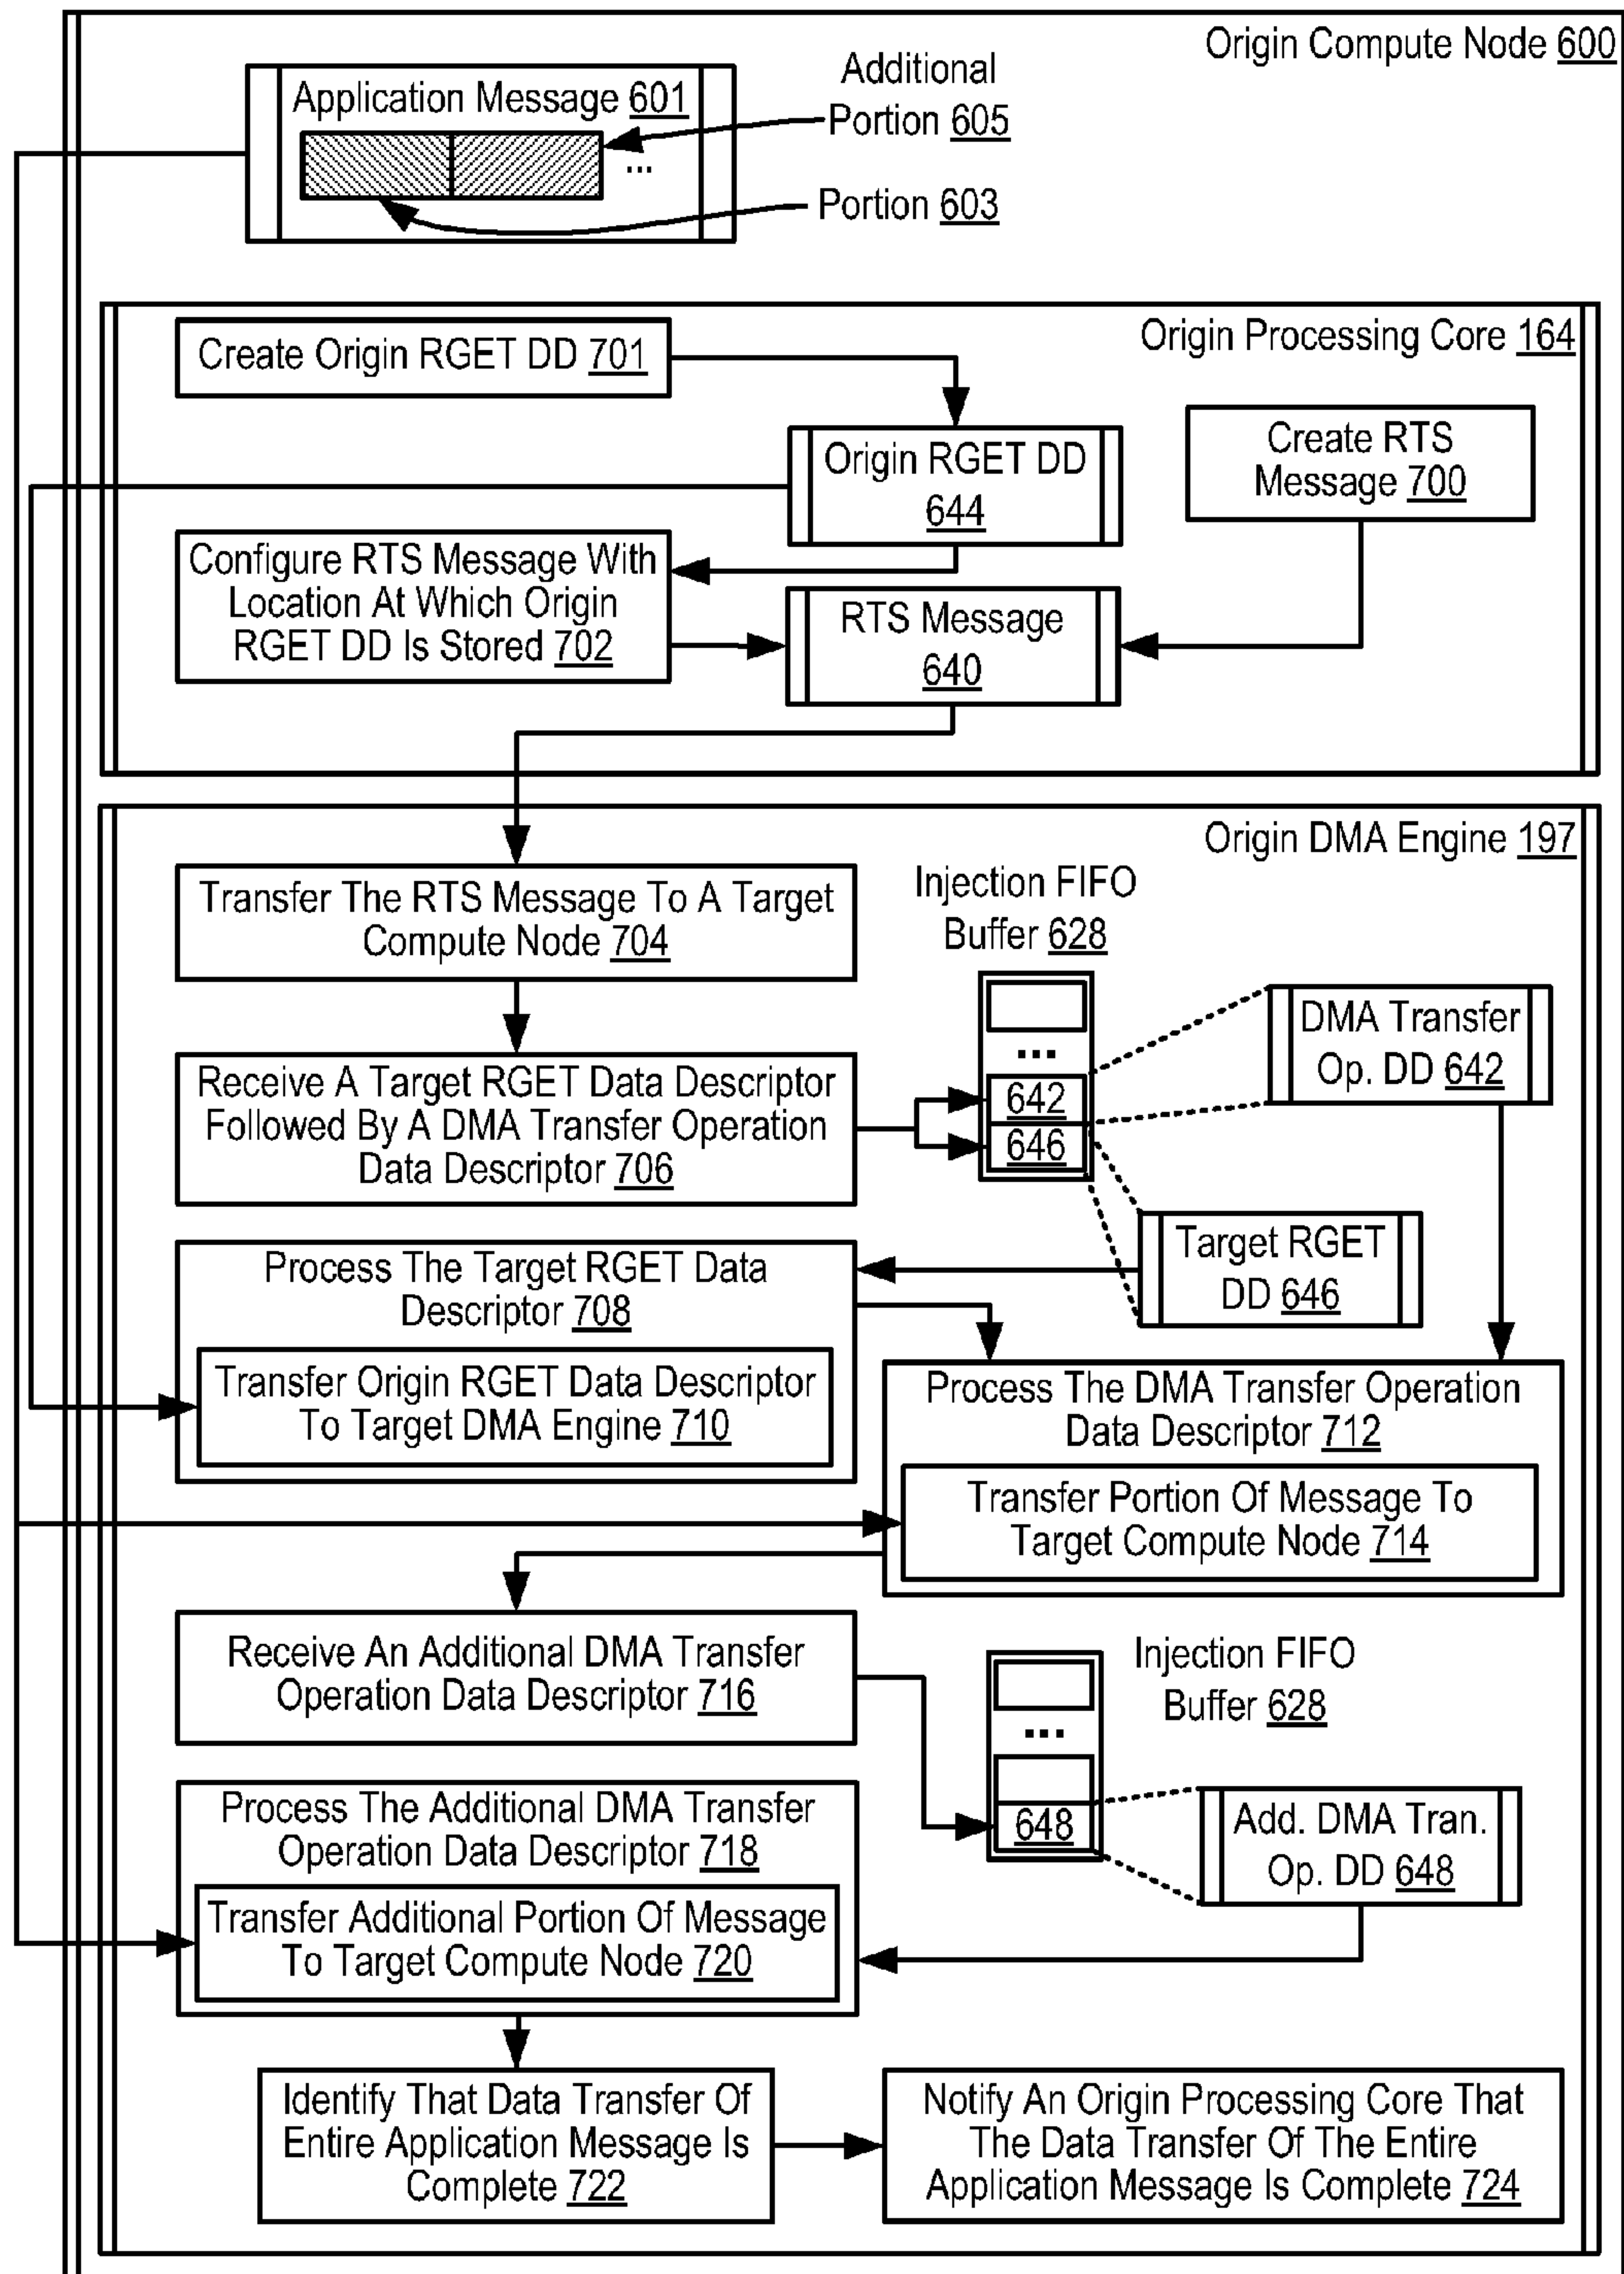 Origin Compute Node 600
Application Message 601
...
Additional
Portion 605
Portion 603
Origin Processing Core 164
Create Origin RGET DD 701
Origin RGET DD
644
Create RTS
Message 700
Configure RTS Message With
Location At Which Origin
RGET DD Is Stored 702
RTS Message
640
Origin DMA Engine 197
Transfer The RTS Message To A Target
Compute Node 704
Injection FIFO
Buffer 628
...
642
646
DMA Transfer
Op. DD 642
Receive A Target RGET Data Descriptor
Followed By A DMA Transfer Operation
Data Descriptor 706
Target RGET
DD 646
Process The Target RGET Data
Descriptor 708
Transfer Origin RGET Data Descriptor
To Target DMA Engine 710
Process The DMA Transfer Operation
Data Descriptor 712
Transfer Portion Of Message To
Target Compute Node 714
Receive An Additional DMA Transfer
Operation Data Descriptor 716
Injection FIFO
Buffer 628
...
648
Add. DMA Tran.
Op. DD 648
Process The Additional DMA Transfer
Operation Data Descriptor 718
Transfer Additional Portion Of Message
To Target Compute Node 720
Identify That Data Transfer Of
Entire Application Message Is
Complete 722
Notify An Origin Processing Core That
The Data Transfer Of The Entire
Application Message Is Complete 724